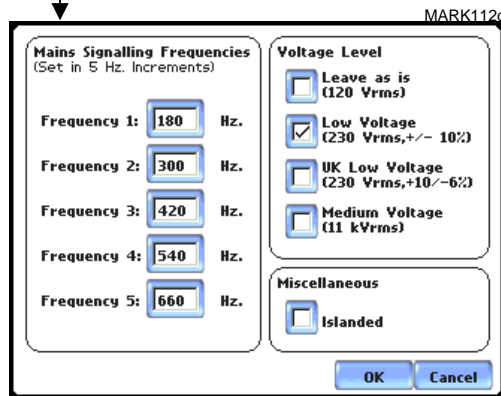 MARK112
Mains Signalling Frequencies
(Set in 5 Hz. Increments)
Frequency 1: 180 Hz.
Frequency 2: 300 Hz.
Frequency 3: 420 Hz.
Frequency 4: 540 Hz.
Frequency 5: 660 Hz.
Voltage Level
Leave as is
(120 Vrms)
Low Voltage
(230 Vrms,+/- 10%)
UK Low Voltage
(230 Vrms,+10/-6%)
Medium Voltage
(11 kVrms)
Miscellaneous
Islanded
OK Cancel